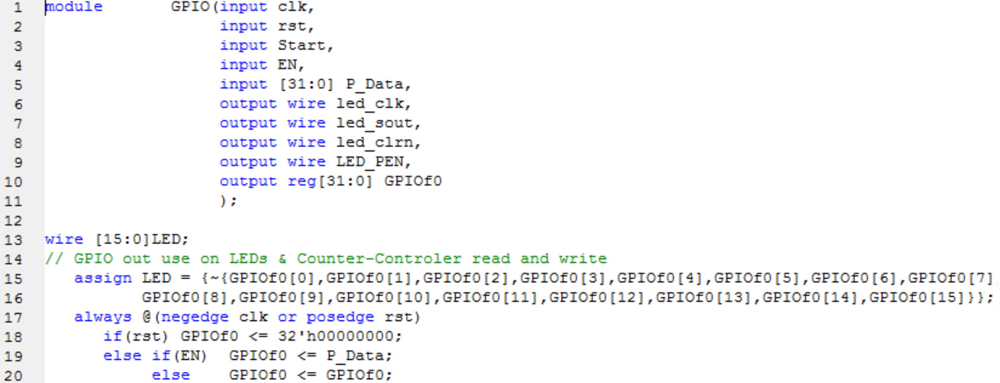 1 module GPIO(input clk,
2 input rst,
3 input Start,
4 input EN,
5 input [31:0] P_Data,
6 output wire led_clk,
7 output wire led_sout,
8 output wire led_clrn,
9 output wire LED_PEN,
10 output reg[31:0] GPIOf0
11 );
12
13 wire [15:0]LED;
14 // GPIO out use on LEDs & Counter-Controler read and write
15 assign LED = {~{GPIOf0[0],GPIOf0[1],GPIOf0[2],GPIOf0[3],GPIOf0[4],GPIOf0[5],GPIOf0[6],GPIOf0[7],
16 GPIOf0[8],GPIOf0[9],GPIOf0[10],GPIOf0[11],GPIOf0[12],GPIOf0[13],GPIOf0[14],GPIOf0[15]}};
17 always @(negedge clk or posedge rst)
18 if(rst) GPIOf0 <= 32'h00000000;
19 else if(EN) GPIOf0 <= P_Data;
20 else GPIOf0 <= GPIOf0;